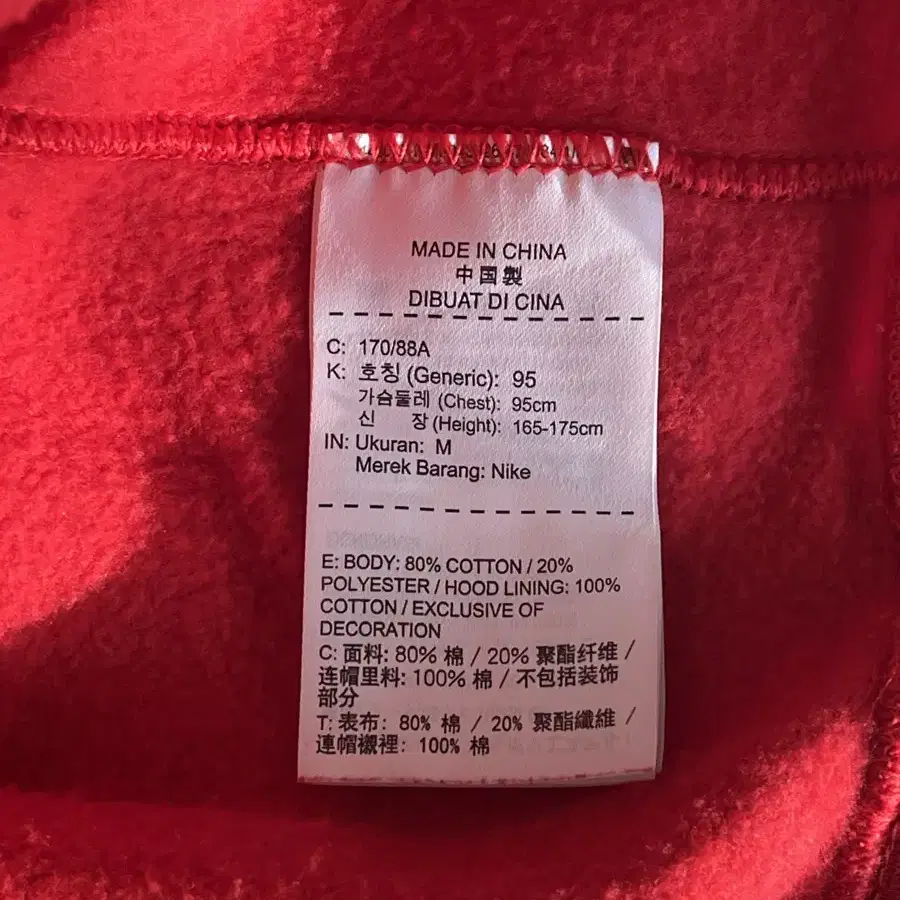 MADE IN CHINA
中国製
DIBUAT DI CINA
C: 170/88A
K: 호칭 (Generic): 95
가슴둘레 (Chest): 95cm
신 장 (Height): 165-175cm
IN: Ukuran: M
Merek Barang: Nike
E: BODY: 80% COTTON / 20%
POLYESTER / HOOD LINING: 100%
COTTON / EXCLUSIVE OF
DECORATION
C: 面料: 80% 棉 / 20% 聚酯纤维 /
连帽里料: 100% 棉 / 不包括装饰
部分
T: 表布: 80% 棉 / 20% 聚酯纖維 /
連帽襯裡: 100% 棉